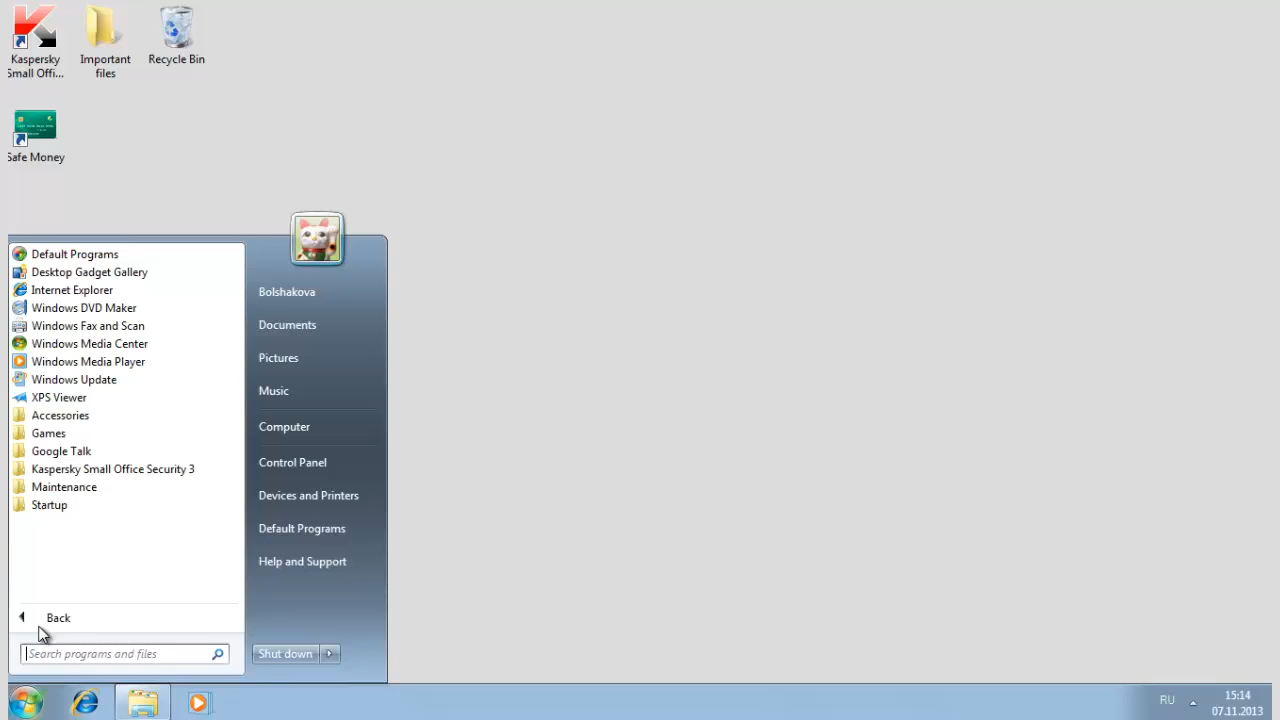 Kaspersky
Small Offi...
Important
files
Recycle Bin
Safe Money
Default Programs
Desktop Gadget Gallery
Internet Explorer
Windows DVD Maker
Windows Fax and Scan
Windows Media Center
Windows Media Player
Windows Update
XPS Viewer
Accessories
Games
Google Talk
Kaspersky Small Office Security 3
Maintenance
Startup
Back
Search programs and files
Bolshakova
Documents
Pictures
Music
Computer
Control Panel
Devices and Printers
Default Programs
Help and Support
Shut down
RU
15:14
07.11.2013